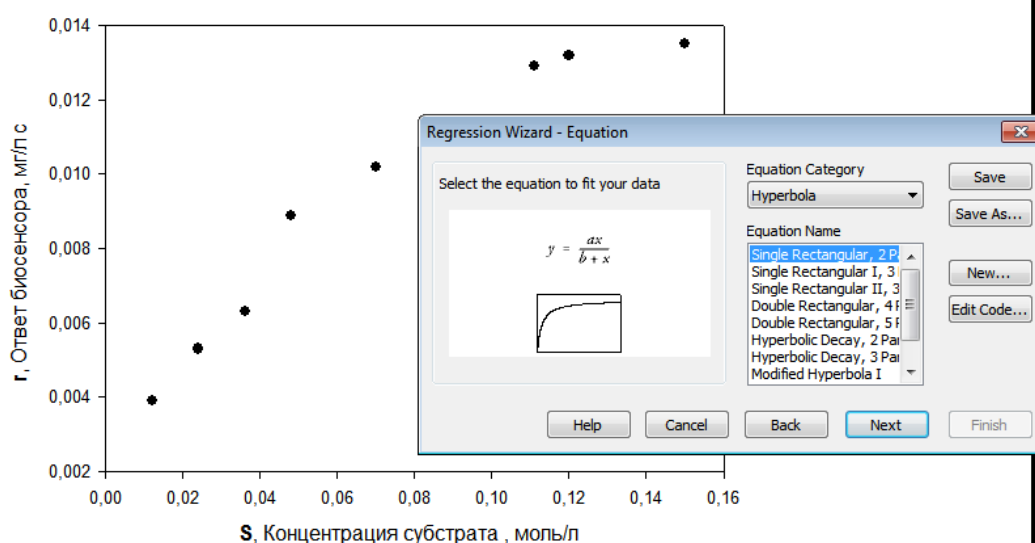 0,014
0,012
0,010
0,008
0,006
0,004
0,002
r, Ответ биосенсора, мг/л с
0,00 0,02 0,04 0,06 0,08 0,10 0,12 0,14 0,16
S, Концентрация субстрата , моль/л
Regression Wizard - Equation
Select the equation to fit your data
y = ax / b + x
Equation Category
Hyperbola
Equation Name
Single Rectangular, 2 P
Single Rectangular I, 3
Single Rectangular II, 3
Double Rectangular, 4 P
Double Rectangular, 5 P
Hyperbolic Decay, 2 Par
Hyperbolic Decay, 3 Par
Modified Hyperbola I
Save
Save As...
New...
Edit Code...
Help Cancel Back Next Finish